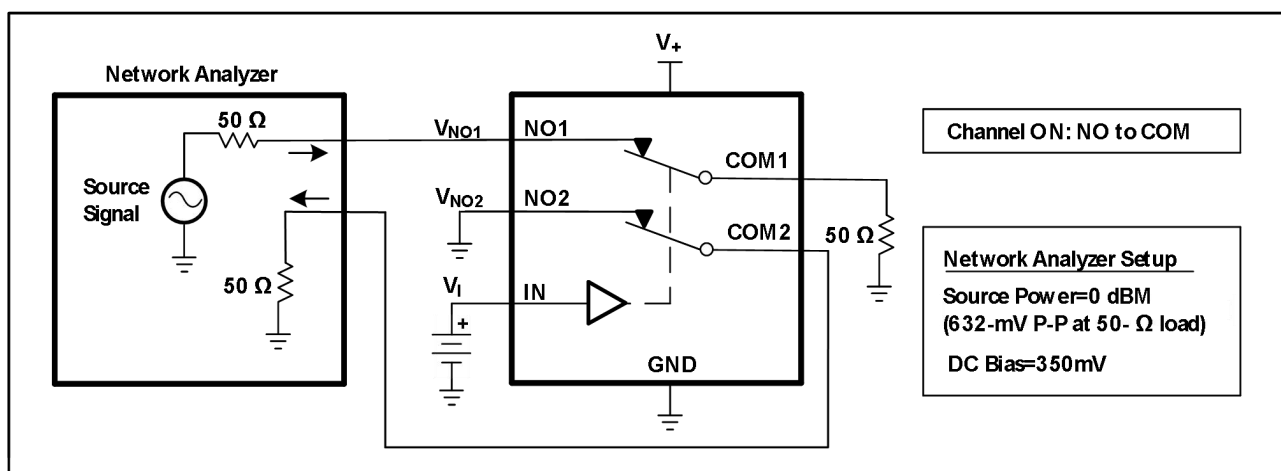 Network Analyzer
50 Ω
Source
Signal
50 Ω
V+
VNO1
NO1
COM1
VNO2
NO2
COM2
50 Ω
VI
+
IN
GND
Channel ON: NO to COM
Network Analyzer Setup
Source Power=0 dBM
(632-mV P-P at 50- Ω load)
DC Bias=350mV